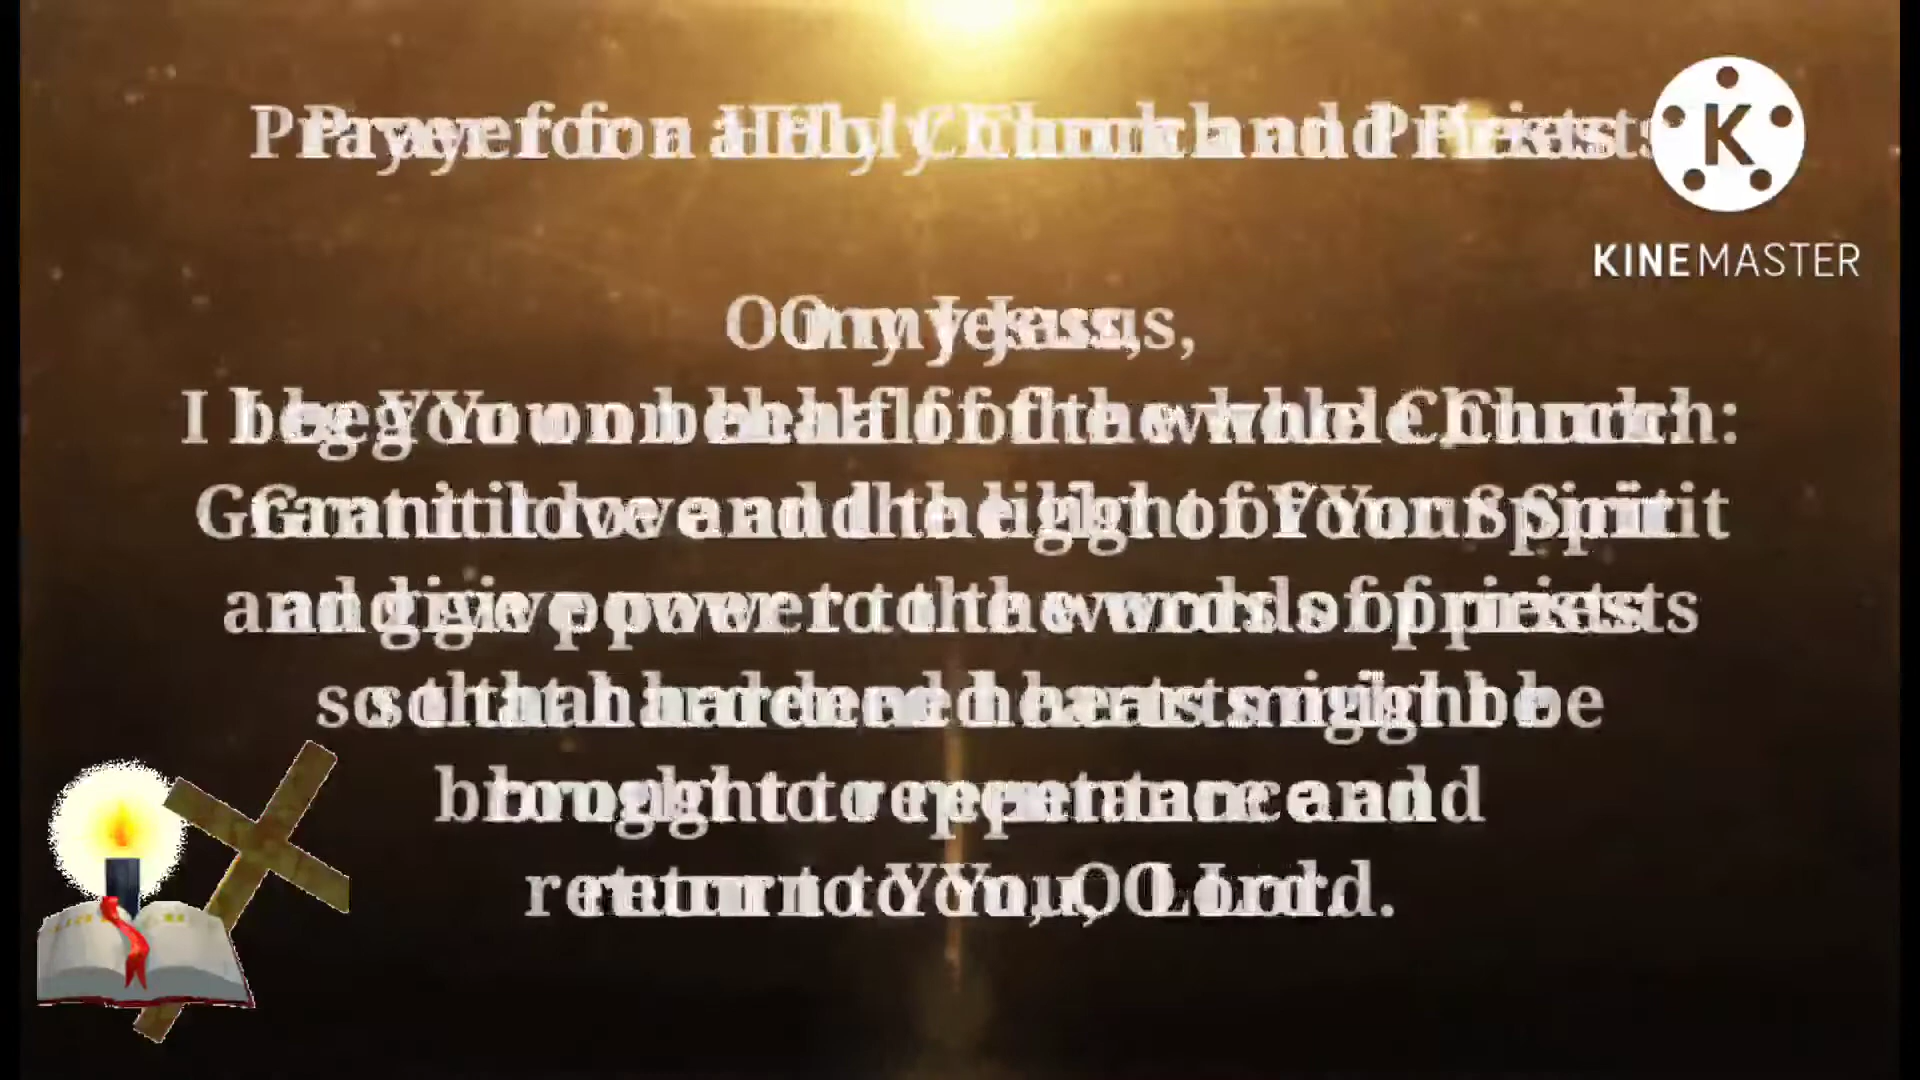 Prayer for a Holy Church and Priests
KINEMASTER
O my Jesus,
I beg You on behalf of the whole Church:
Grant it love and the light of Your Spirit
and give power to the words of priests
so that hardened hearts might be
brought to repentance and
return to You, O Lord.